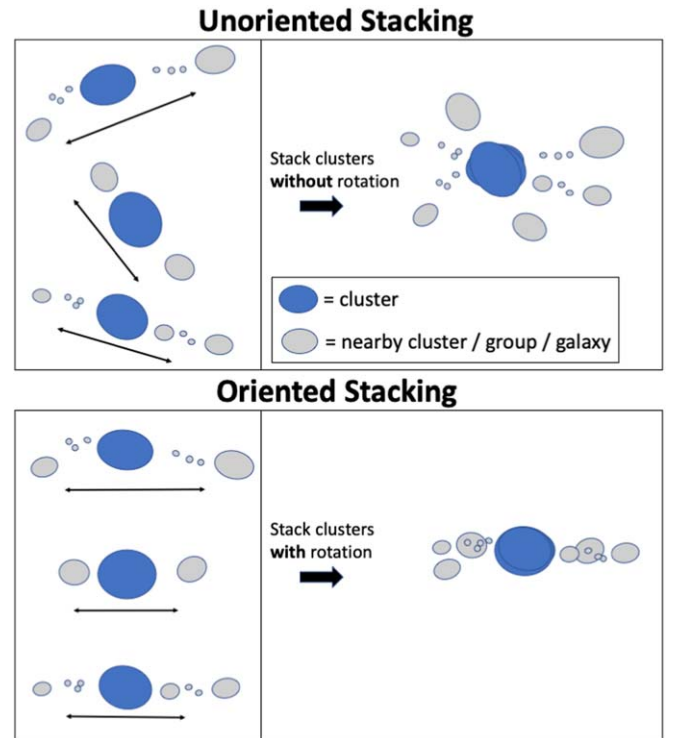 Unoriented Stacking
Stack clusters
without rotation
= cluster
= nearby cluster / group / galaxy
Oriented Stacking
Stack clusters
with rotation